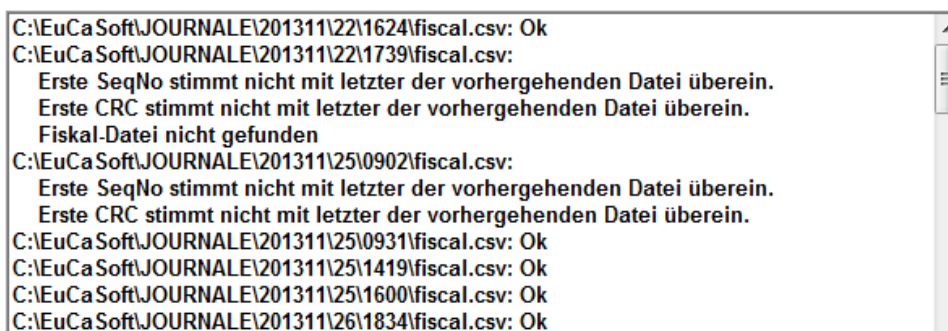 C:\EuCaSoft\JOURNALE\201311\22\1624\fiscal.csv: Ok
C:\EuCaSoft\JOURNALE\201311\22\1739\fiscal.csv:
Erste SeqNo stimmt nicht mit letzter der vorhergehenden Datei überein.
Erste CRC stimmt nicht mit letzter der vorhergehenden Datei überein.
Fiskal-Datei nicht gefunden
C:\EuCaSoft\JOURNALE\201311\25\0902\fiscal.csv:
Erste SeqNo stimmt nicht mit letzter der vorhergehenden Datei überein.
Erste CRC stimmt nicht mit letzter der vorhergehenden Datei überein.
C:\EuCaSoft\JOURNALE\201311\25\0931\fiscal.csv: Ok
C:\EuCaSoft\JOURNALE\201311\25\1419\fiscal.csv: Ok
C:\EuCaSoft\JOURNALE\201311\25\1600\fiscal.csv: Ok
C:\EuCaSoft\JOURNALE\201311\26\1834\fiscal.csv: Ok